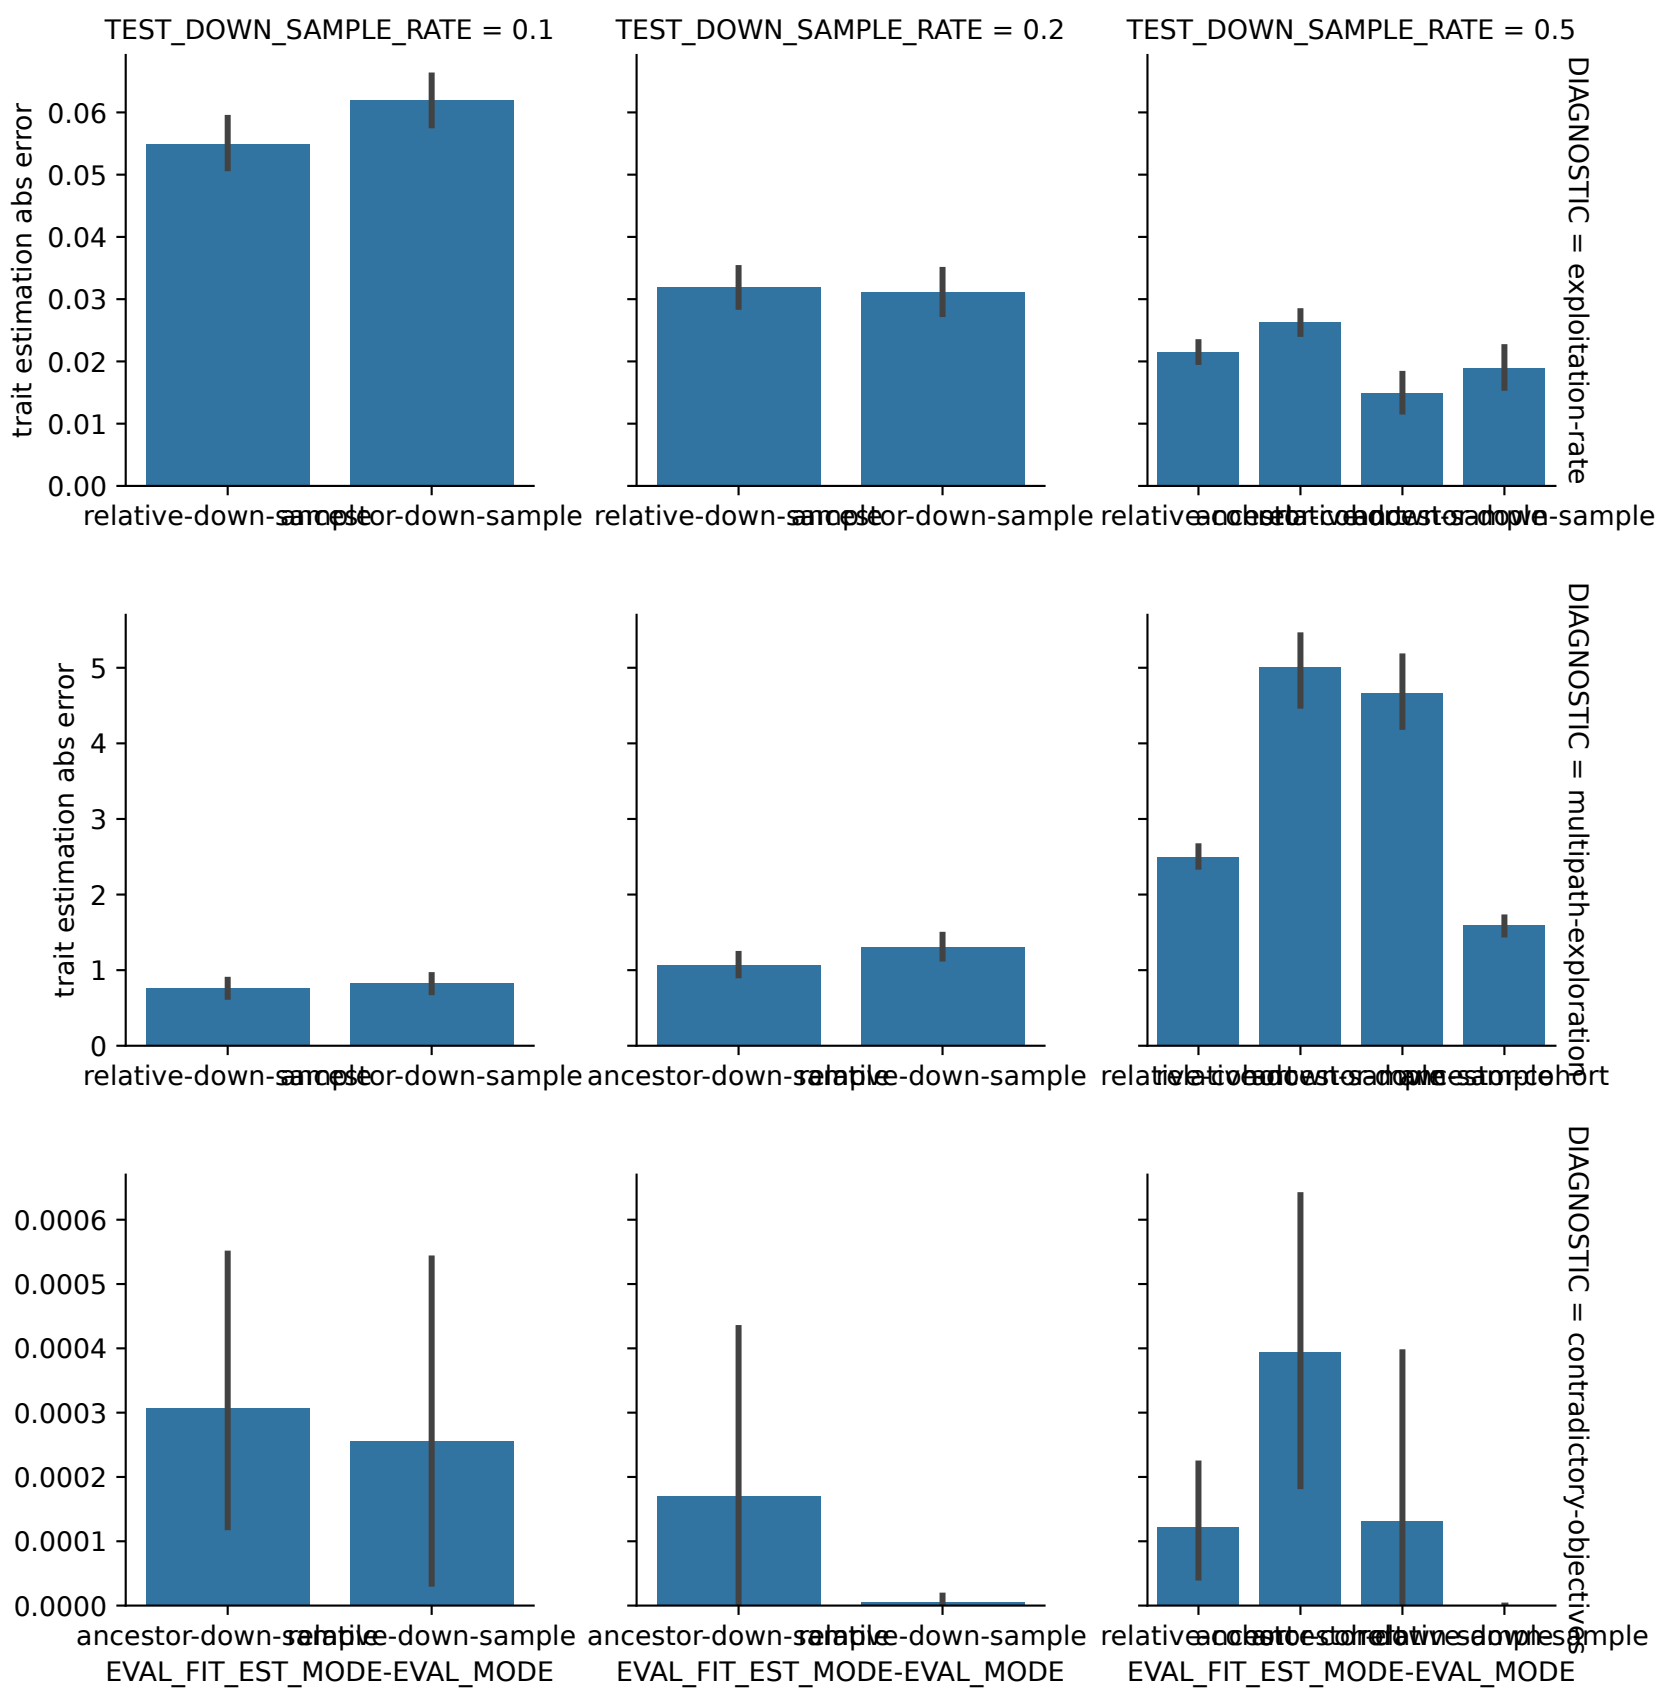 TEST_DOWN_SAMPLE_RATE = 0.1
TEST_DOWN_SAMPLE_RATE = 0.2
TEST_DOWN_SAMPLE_RATE = 0.5
trait estimation abs error
0.06
0.05
0.04
0.03
0.02
0.01
0.00
DIAGNOSTIC = exploitation-rate
relative-down-sample
ancestor-down-sample
relative-down-sample
ancestor-down-sample
trait estimation abs error
5
4
3
2
1
0
DIAGNOSTIC = multipath-exploration
relative-down-sample
ancestor-down-sample
ancestor-down-sample
relative-down-sample
0.0006
0.0005
0.0004
0.0003
0.0002
0.0001
0.0000
DIAGNOSTIC = contradictory-objectives
ancestor-down-sample
relative-down-sample
ancestor-down-sample
relative-down-sample
EVAL_FIT_EST_MODE-EVAL_MODE
EVAL_FIT_EST_MODE-EVAL_MODE
EVAL_FIT_EST_MODE-EVAL_MODE